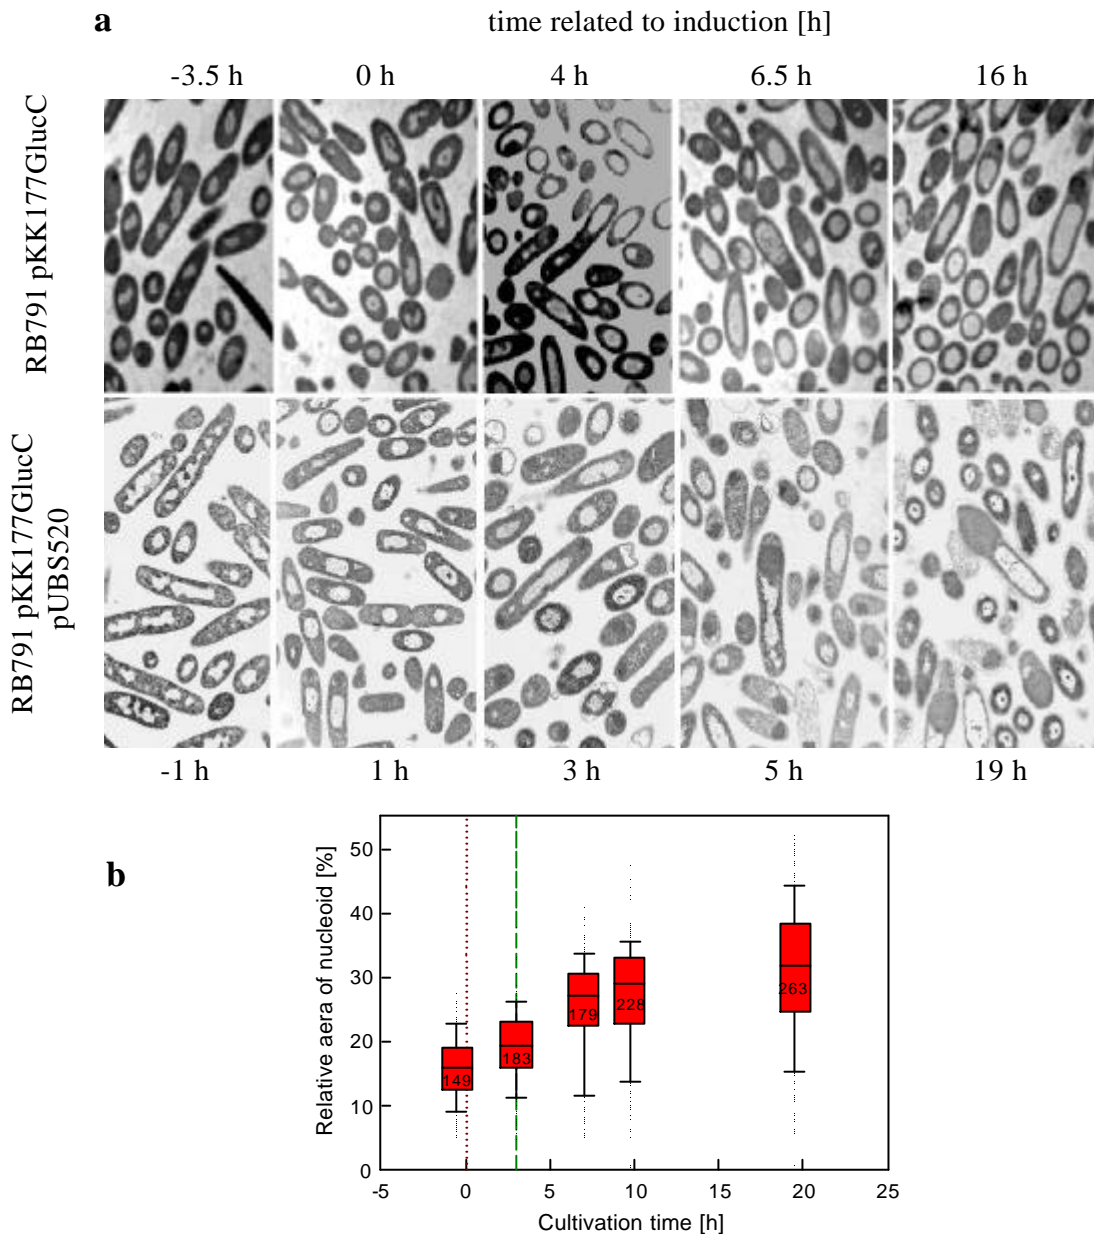 a
time related to induction [h]
-3.5 h 0 h 4 h 6.5 h 16 h
RB791 pKK177GlucC
RB791 pKK177GlucC
pUBS520
-1 h 1 h 3 h 5 h 19 h
b
Relative aera of nucleoid [%]
50
40
30
20
10
0
149
183
179
228
263
-5 0 5 10 15 20 25
Cultivation time [h]